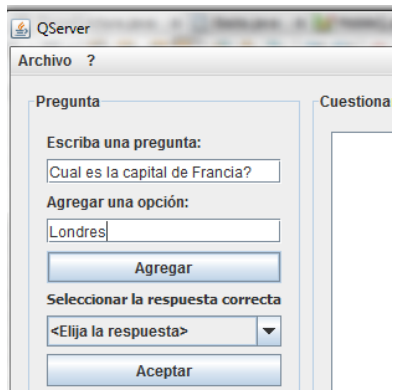 QServer
Archivo ?
Pregunta
Escriba una pregunta:
Cual es la capital de Francia?
Agregar una opción:
Londres
Agregar
Seleccionar la respuesta correcta
<Elija la respuesta>
Aceptar
Cuestiona